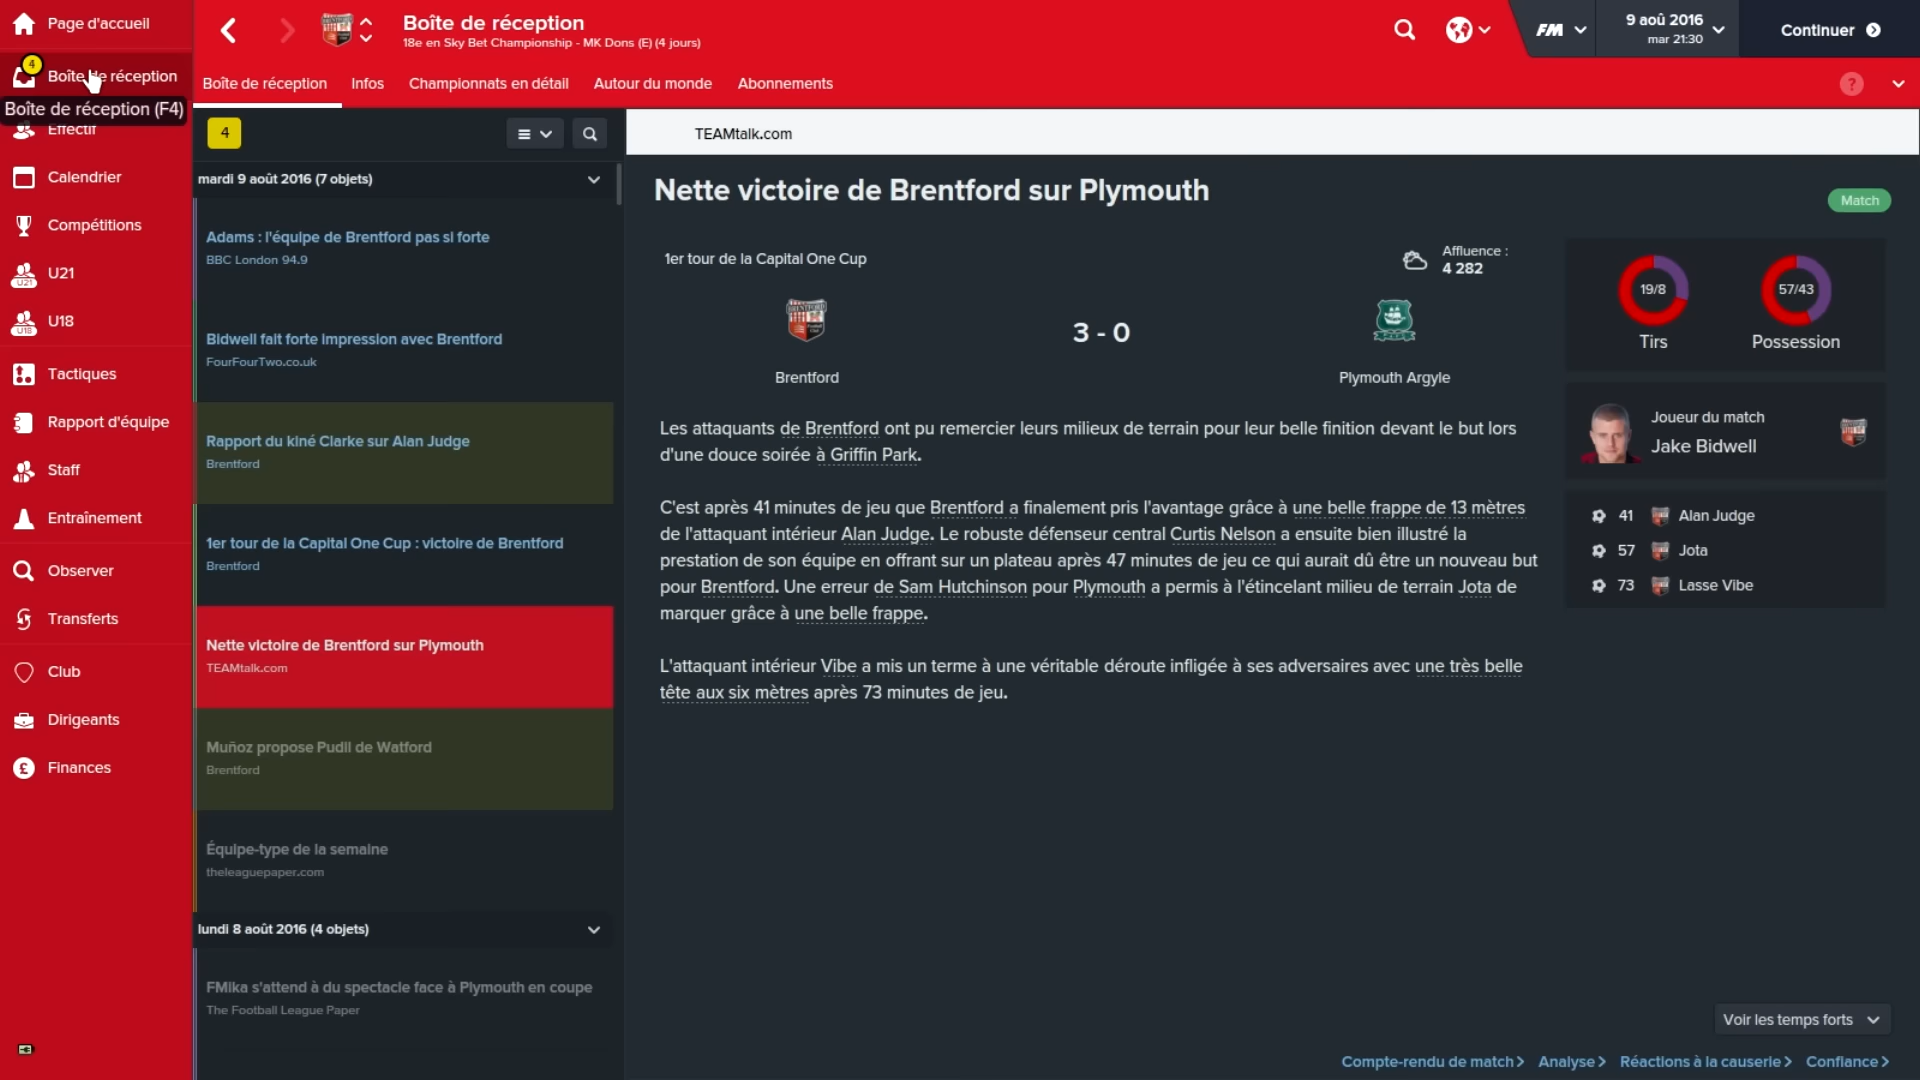 Page d'accueil
4
Boîte de réception
Boîte de réception (F4)
Effectif
Calendrier
Compétitions
U21
U18
Tactiques
Rapport d'équipe
Staff
Entraînement
Observer
Transferts
Club
Dirigeants
Finances
Boîte de réception
18e en Sky Bet Championship - MK Dons (E) (4 jours)
FM
9 aoû 2016
mar 21:30
Continuer
Boîte de réception Infos Championnats en détail Autour du monde Abonnements
?
4
mardi 9 août 2016 (7 objets)
Adams : l'équipe de Brentford pas si forte
BBC London 94.9
Bidwell fait forte impression avec Brentford
FourFourTwo.co.uk
Rapport du kiné Clarke sur Alan Judge
Brentford
1er tour de la Capital One Cup : victoire de Brentford
Brentford
Nette victoire de Brentford sur Plymouth
TEAMtalk.com
Muñoz propose Pudil de Watford
Brentford
Équipe-type de la semaine
theleaguepaper.com
lundi 8 août 2016 (4 objets)
FMika s'attend à du spectacle face à Plymouth en coupe
The Football League Paper
TEAMtalk.com
Nette victoire de Brentford sur Plymouth
Match
1er tour de la Capital One Cup
Affluence :
4 282
3 - 0
Brentford
Plymouth Argyle
Les attaquants de Brentford ont pu remercier leurs milieux de terrain pour leur belle finition devant le but lors
d'une douce soirée à Griffin Park.
C'est après 41 minutes de jeu que Brentford a finalement pris l'avantage grâce à une belle frappe de 13 mètres
de l'attaquant intérieur Alan Judge. Le robuste défenseur central Curtis Nelson a ensuite bien illustré la
prestation de son équipe en offrant sur un plateau après 47 minutes de jeu ce qui aurait dû être un nouveau but
pour Brentford. Une erreur de Sam Hutchinson pour Plymouth a permis à l'étincelant milieu de terrain Jota de
marquer grâce à une belle frappe.
L'attaquant intérieur Vibe a mis un terme à une véritable déroute infligée à ses adversaires avec une très belle
tête aux six mètres après 73 minutes de jeu.
19/8
Tirs
57/43
Possession
Joueur du match
Jake Bidwell
41 Alan Judge
57 Jota
73 Lasse Vibe
Voir les temps forts
Compte-rendu de match Analyse Réactions à la causerie Confiance